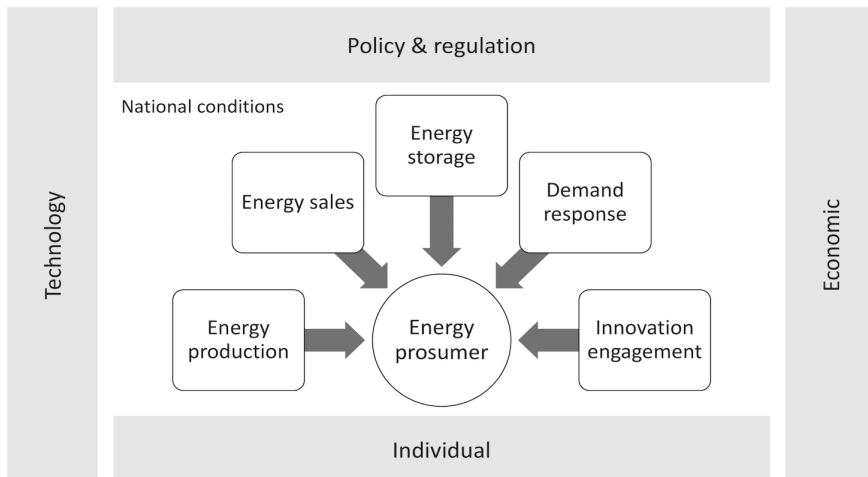 Policy & regulation
National conditions
Technology
Economic
Energy
storage
Energy sales
Demand
response
Energy
production
Energy
prosumer
Innovation
engagement
Individual